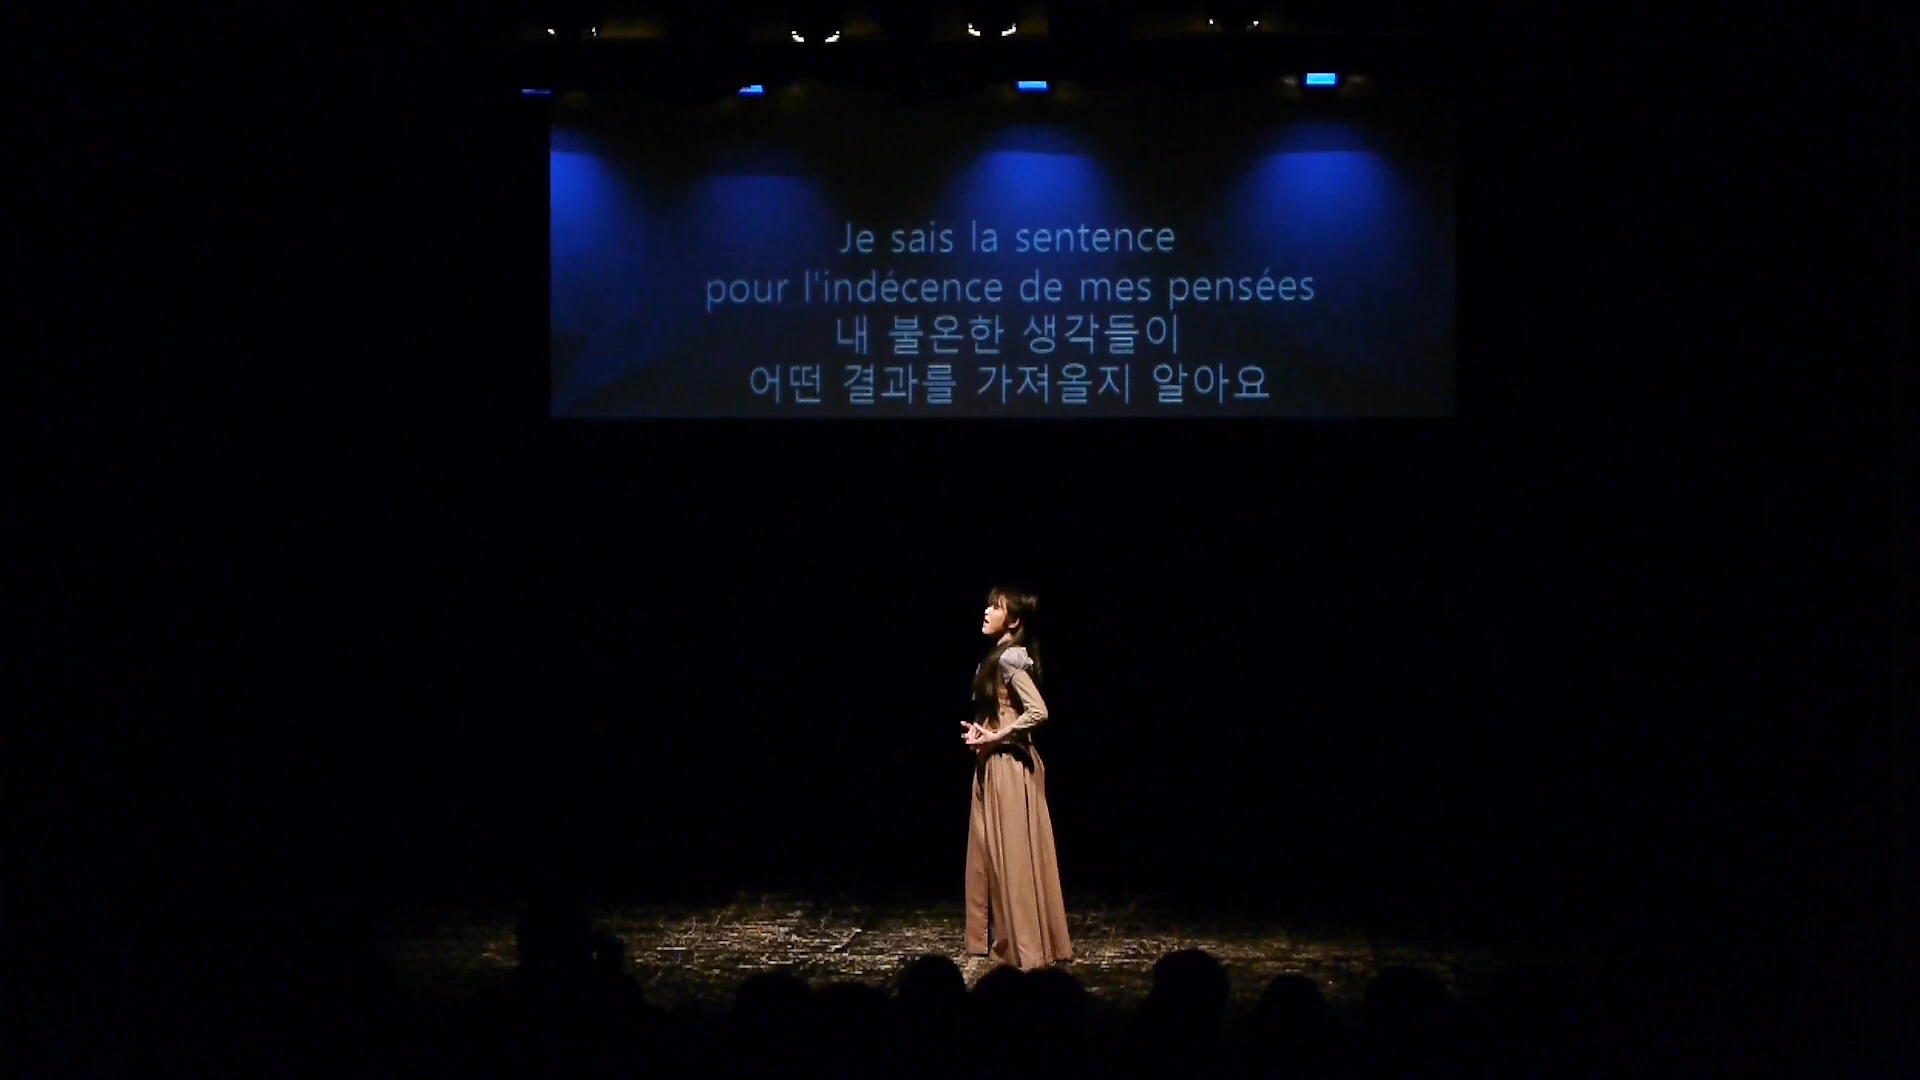 Je sais la sentence
pour l'indécence de mes pensées
내 불온한 생각들이
어떤 결과를 가져올지 알아요